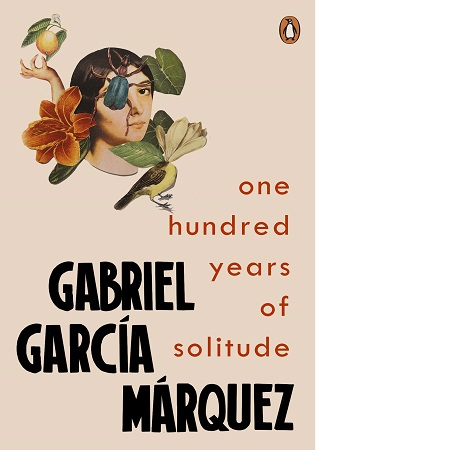 one
hundred
years
of
solitude
GABRIEL
GARCÍA
MÁRQUEZ